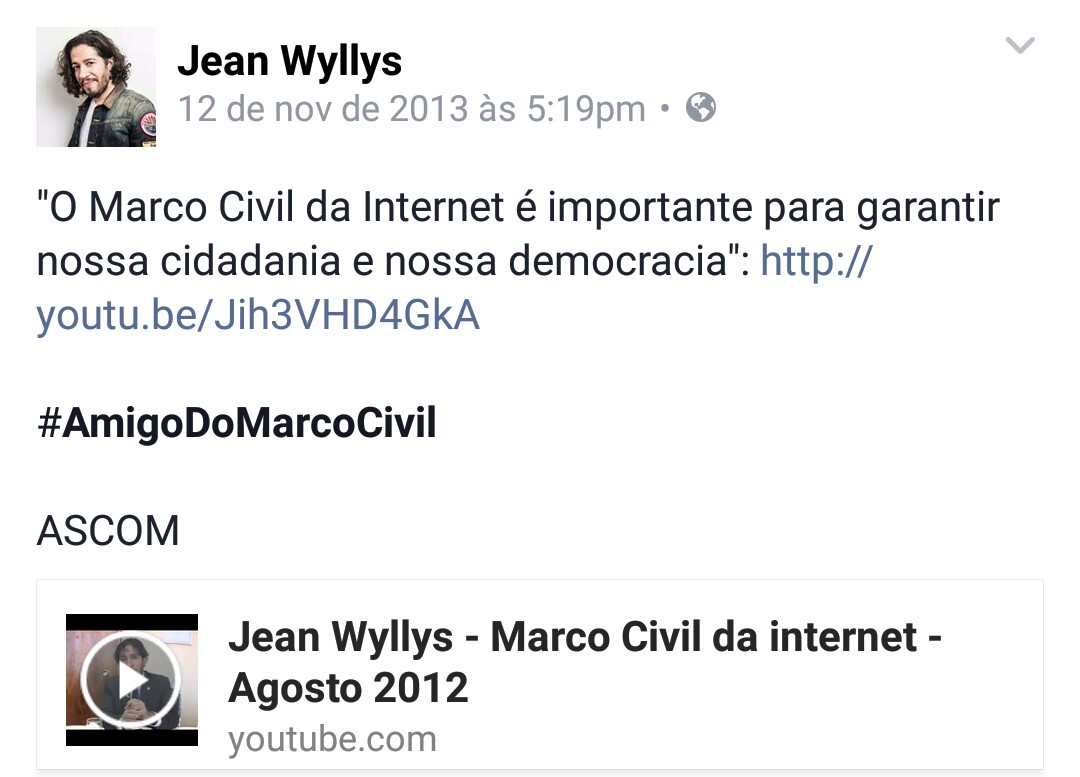 Jean Wyllys
12 de nov de 2013 às 5:19pm •
"O Marco Civil da Internet é importante para garantir
nossa cidadania e nossa democracia": http://
youtu.be/Jih3VHD4GkA
#AmigoDoMarcoCivil
ASCOM
Jean Wyllys - Marco Civil da internet -
Agosto 2012
youtube.com